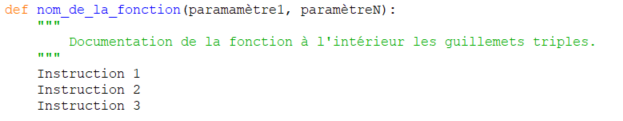 def nom_de_la_fonction(paramamètre1, paramètreN):
"""
Documentation de la fonction à l'intérieur les guillemets triples.
"""
Instruction 1
Instruction 2
Instruction 3